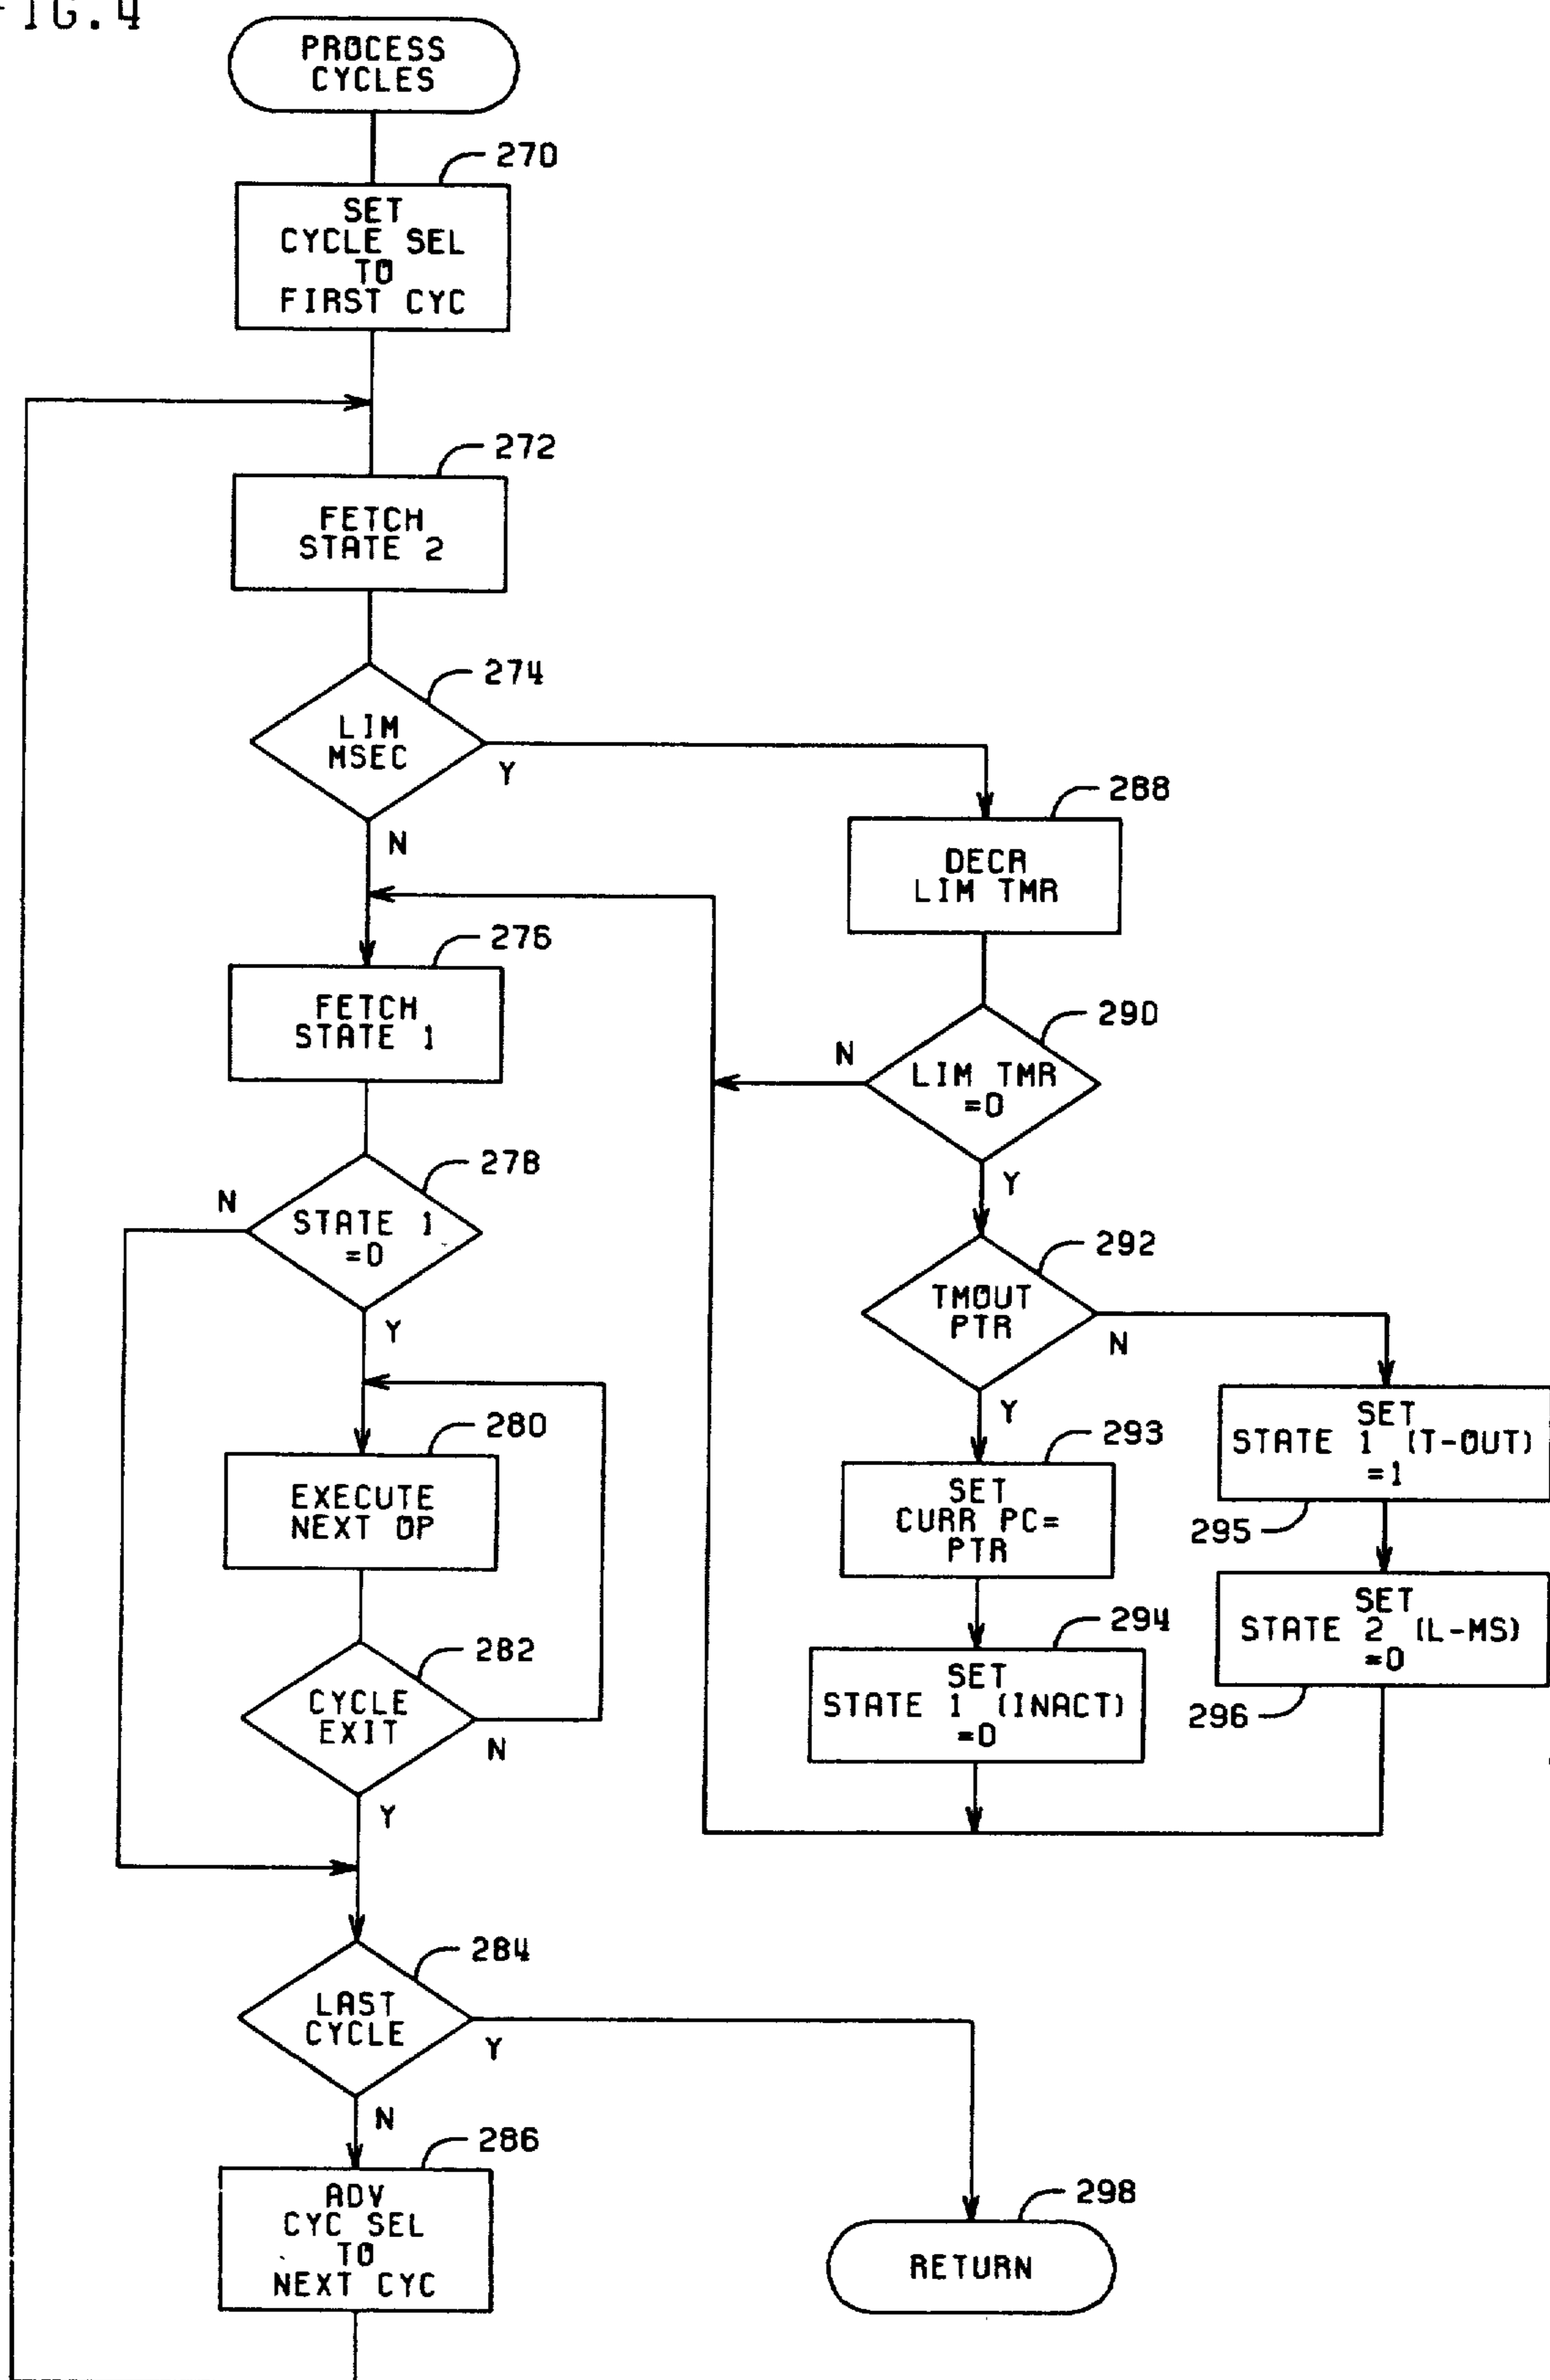 FIG.4
PROCESS
CYCLES
270
SET
CYCLE SEL
TO
FIRST CYC
272
FETCH
STATE 2
274
LIM
MSEC
Y
N
288
DECR
LIM TMR
276
FETCH
STATE 1
290
LIM TMR
=0
N
Y
278
STATE 1
=0
N
Y
292
TMOUT
PTR
N
Y
280
EXECUTE
NEXT OP
293
SET
CURR PC=
PTR
SET
STATE 1 (T-OUT)
=1
295
282
CYCLE
EXIT
N
Y
294
SET
STATE 1 (INACT)
=0
SET
STATE 2 (L-MS)
=0
296
284
LAST
CYCLE
Y
N
286
ADV
CYC SEL
TO
NEXT CYC
298
RETURN